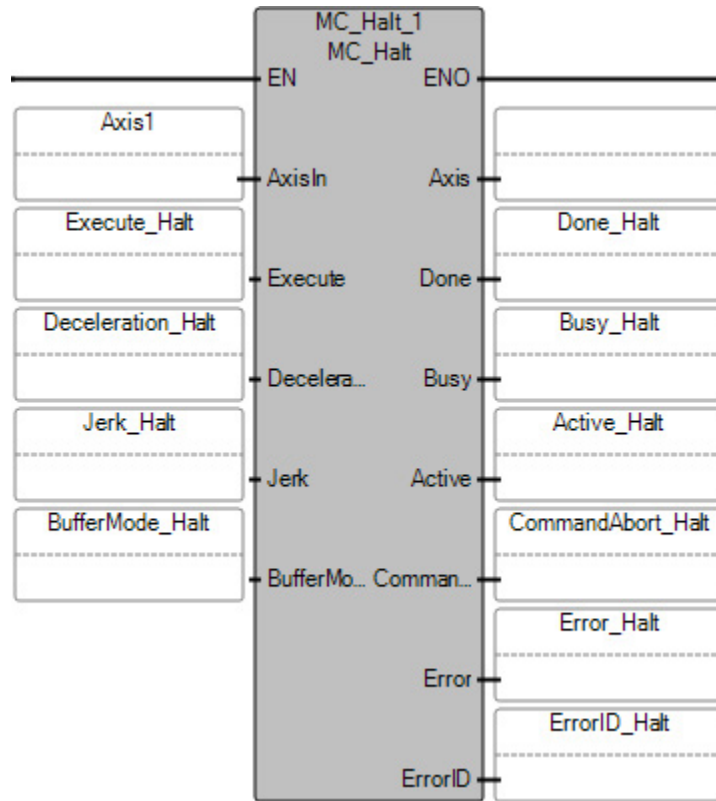 MC_Halt_1
MC_Halt
EN ENO
Axis1
AxisIn Axis
Execute_Halt Done_Halt
Execute Done
Deceleration_Halt Busy_Halt
Decelera... Busy
Jerk_Halt Active_Halt
Jerk Active
BufferMode_Halt CommandAbort_Halt
BufferMo... Comman...
Error_Halt
Error
ErrorID_Halt
ErrorID